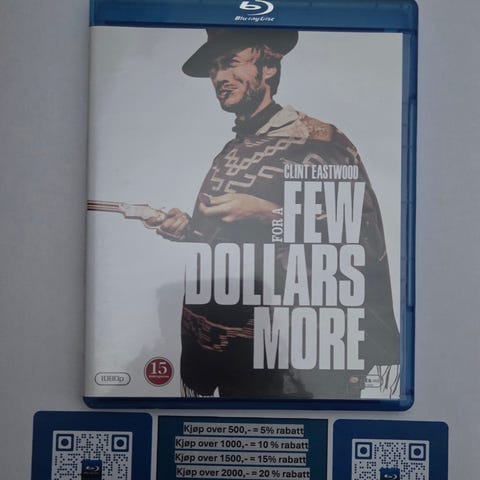 Blu-ray Disc
CLINT EASTWOOD
FOR A
FEW
DOLLARS
MORE
1080p
15
Kjøp over 500,- = 5% rabatt
Kjøp over 1000,- = 10 % rabatt
Kjøp over 1500,- = 15% rabatt
Kjøp over 2000,- = 20 % rabatt